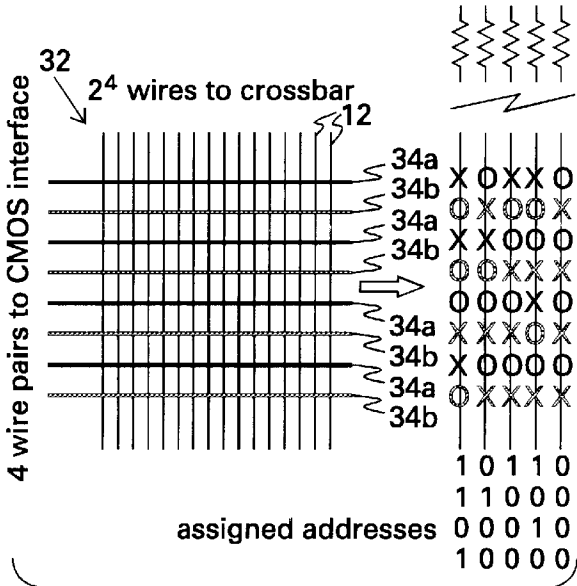 32
2⁴ wires to crossbar
12
4 wire pairs to CMOS interface
34a
34b
34a
34b
34a
34b
34a
34b
X O X X O
O X O O X
X X O O O
O O X X X
O O O X O
X X X O X
X O O O O
O X X X X
1 0 1 1 0
1 1 0 0 0
assigned addresses 0 0 0 1 0
1 0 0 0 0